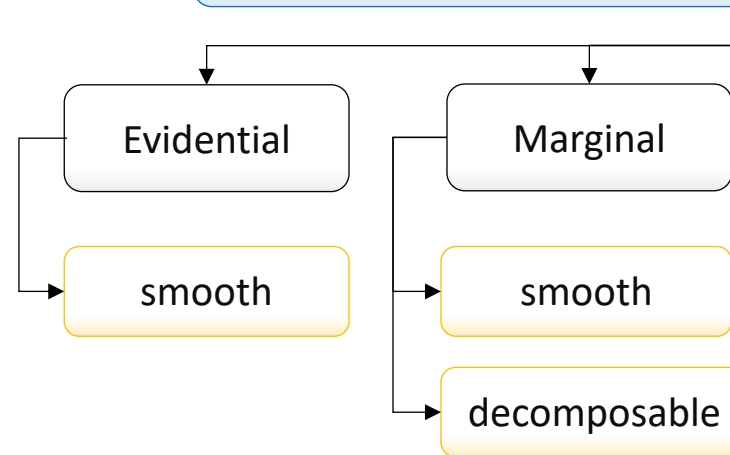 Evidential
Marginal
smooth
smooth
decomposable